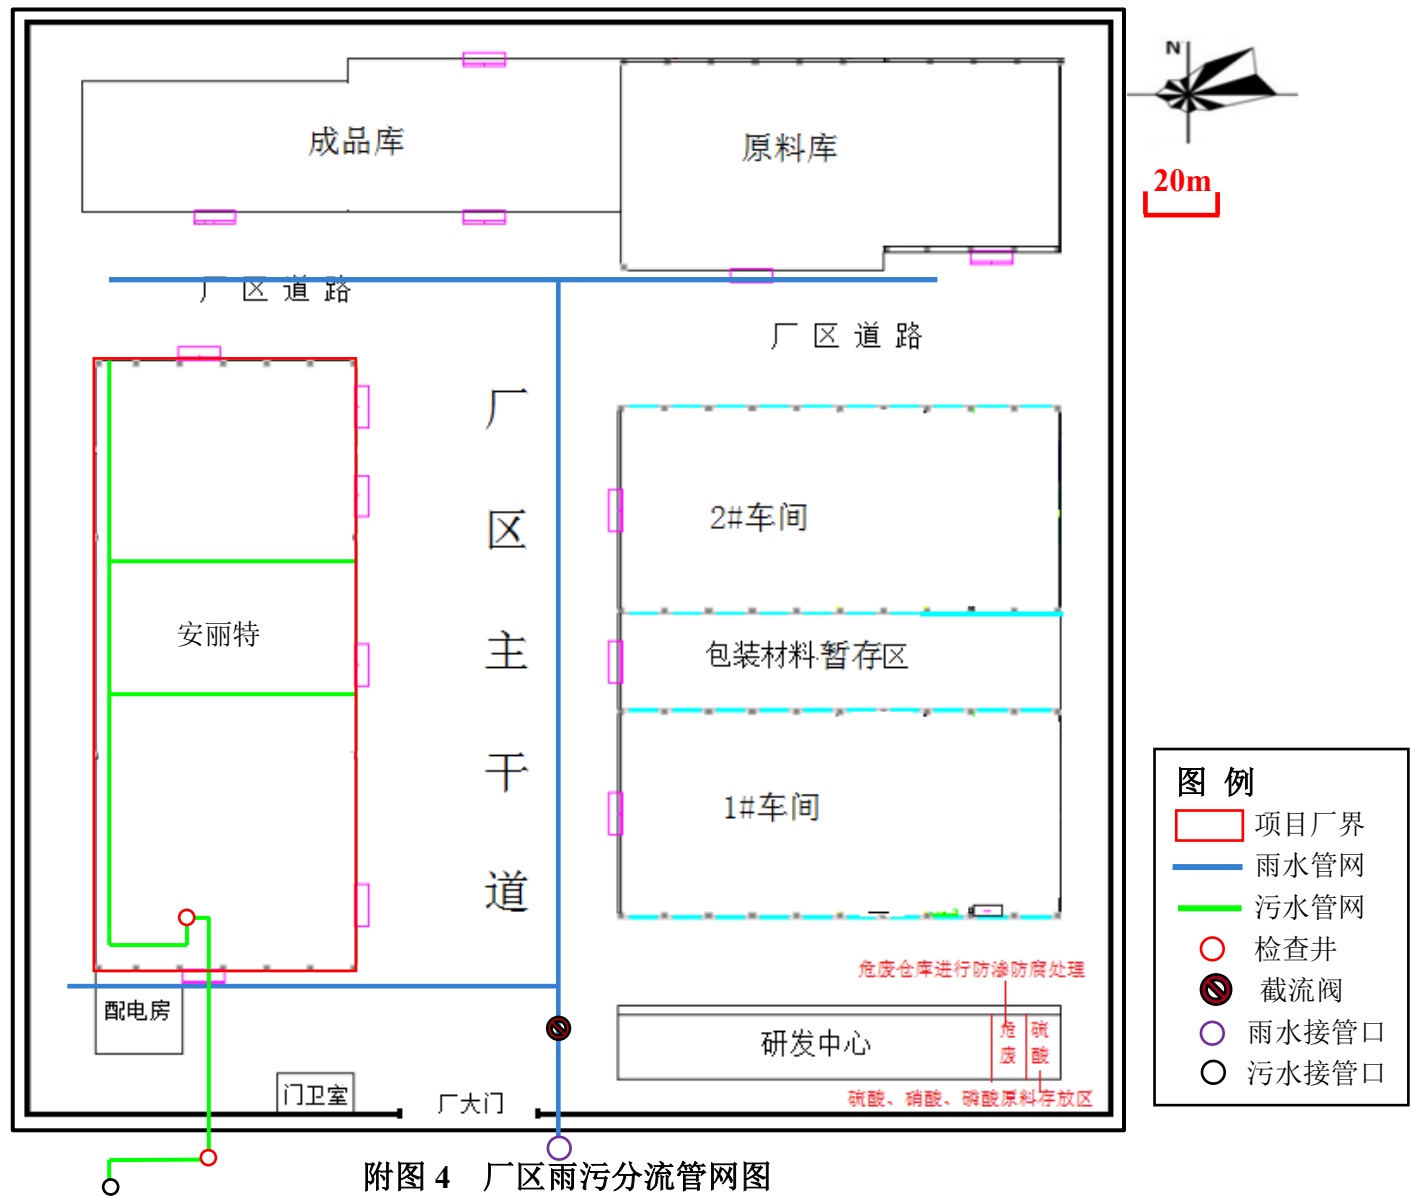 N
20m
成品库
原料库
厂区道路
厂区道路
厂区主干道
2#车间
安丽特
包装材料暂存区
1#车间
图 例
项目厂界
雨水管网
污水管网
检查井
截流阀
雨水接管口
污水接管口
危废仓库进行防渗防腐处理
配电房
研发中心
危废
硫酸
门卫室
厂大门
硫酸、硝酸、磷酸原料存放区
附图 4 厂区雨污分流管网图